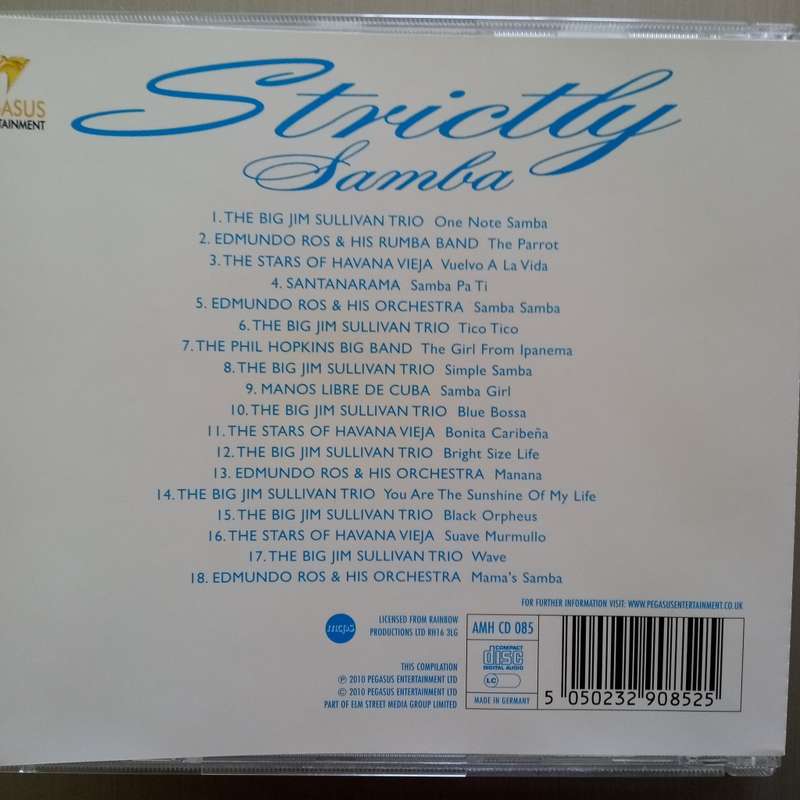 Strictly
Samba
1. THE BIG JIM SULLIVAN TRIO One Note Samba
2. EDMUNDO ROS & HIS RUMBA BAND The Parrot
3. THE STARS OF HAVANA VIEJA Vuelvo A La Vida
4. SANTANARAMA Samba Pa Ti
5. EDMUNDO ROS & HIS ORCHESTRA Samba Samba
6. THE BIG JIM SULLIVAN TRIO Tico Tico
7. THE PHIL HOPKINS BIG BAND The Girl From Ipanema
8. THE BIG JIM SULLIVAN TRIO Simple Samba
9. MANOS LIBRE DE CUBA Samba Girl
10. THE BIG JIM SULLIVAN TRIO Blue Bossa
11. THE STARS OF HAVANA VIEJA Bonita Caribeña
12. THE BIG JIM SULLIVAN TRIO Bright Size Life
13. EDMUNDO ROS & HIS ORCHESTRA Manana
14. THE BIG JIM SULLIVAN TRIO You Are The Sunshine Of My Life
15. THE BIG JIM SULLIVAN TRIO Black Orpheus
16. THE STARS OF HAVANA VIEJA Suave Murmullo
17. THE BIG JIM SULLIVAN TRIO Wave
18. EDMUNDO ROS & HIS ORCHESTRA Mama's Samba
FOR FURTHER INFORMATION VISIT: WWW.PEGASUSENTERTAINMENT.CO.UK
mcps
LICENSED FROM RAINBOW
PRODUCTIONS LTD RH16 3LG
THIS COMPILATION
℗ 2010 PEGASUS ENTERTAINMENT LTD
© 2010 PEGASUS ENTERTAINMENT LTD
PART OF ELM STREET MEDIA GROUP LIMITED
AMH CD 085
COMPACT
disc
DIGITAL AUDIO
LC
MADE IN GERMANY
5 050232 908525